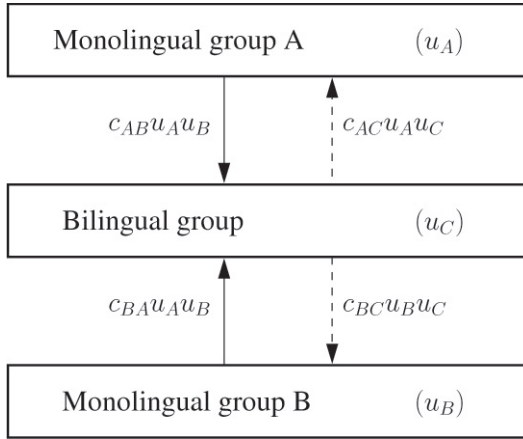 Monolingual group A (u_A)
c_{AB}u_Au_B c_{AC}u_Au_C
Bilingual group (u_C)
c_{BA}u_Au_B c_{BC}u_Bu_C
Monolingual group B (u_B)